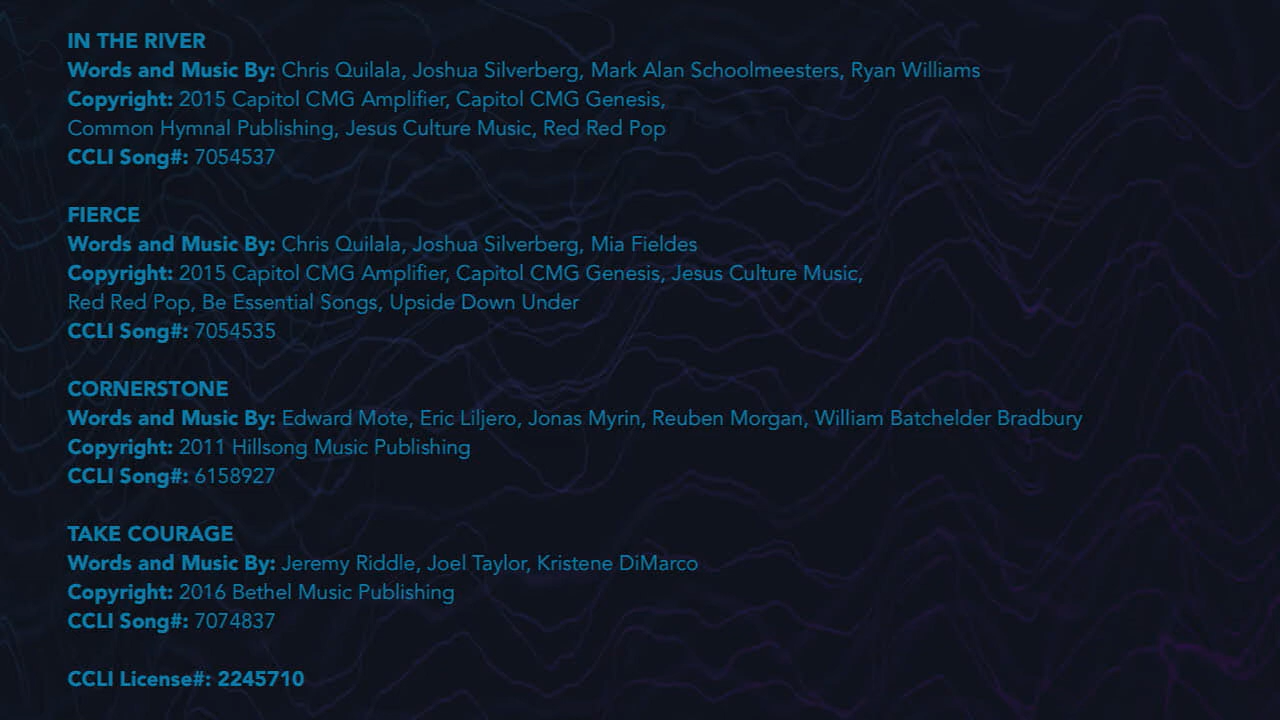 IN THE RIVER
Words and Music By: Chris Quilala, Joshua Silverberg, Mark Alan Schoolmeesters, Ryan Williams
Copyright: 2015 Capitol CMG Amplifier, Capitol CMG Genesis,
Common Hymnal Publishing, Jesus Culture Music, Red Red Pop
CCLI Song#: 7054537
FIERCE
Words and Music By: Chris Quilala, Joshua Silverberg, Mia Fieldes
Copyright: 2015 Capitol CMG Amplifier, Capitol CMG Genesis, Jesus Culture Music,
Red Red Pop, Be Essential Songs, Upside Down Under
CCLI Song#: 7054535
CORNERSTONE
Words and Music By: Edward Mote, Eric Liljero, Jonas Myrin, Reuben Morgan, William Batchelder Bradbury
Copyright: 2011 Hillsong Music Publishing
CCLI Song#: 6158927
TAKE COURAGE
Words and Music By: Jeremy Riddle, Joel Taylor, Kristene DiMarco
Copyright: 2016 Bethel Music Publishing
CCLI Song#: 7074837
CCLI License#: 2245710